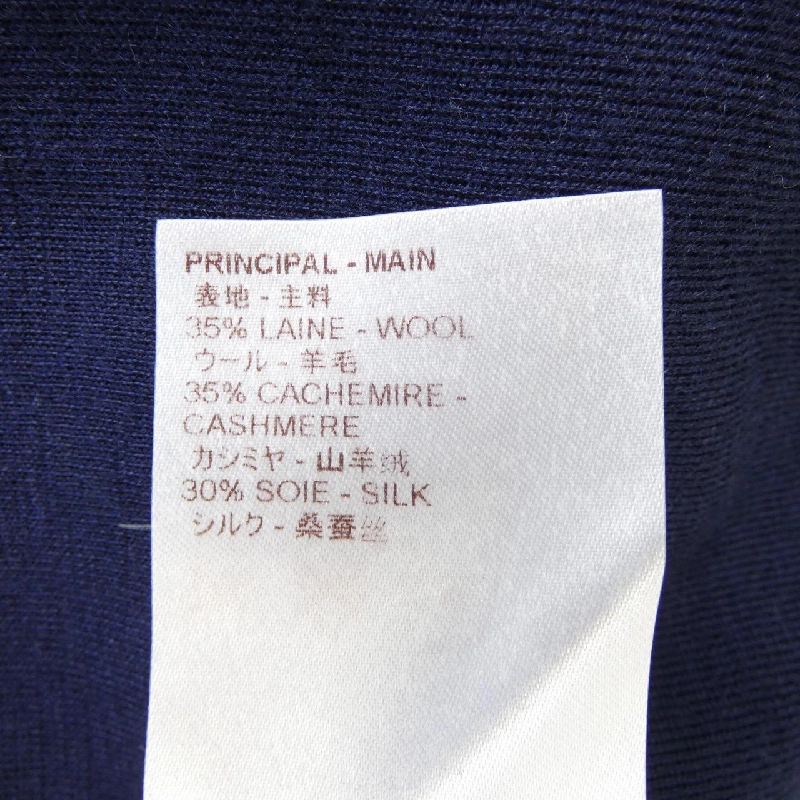 PRINCIPAL - MAIN
表地 - 主料
35% LAINE - WOOL
ウール - 羊毛
35% CACHEMIRE -
CASHMERE
カシミヤ - 山羊绒
30% SOIE - SILK
シルク - 桑蚕丝